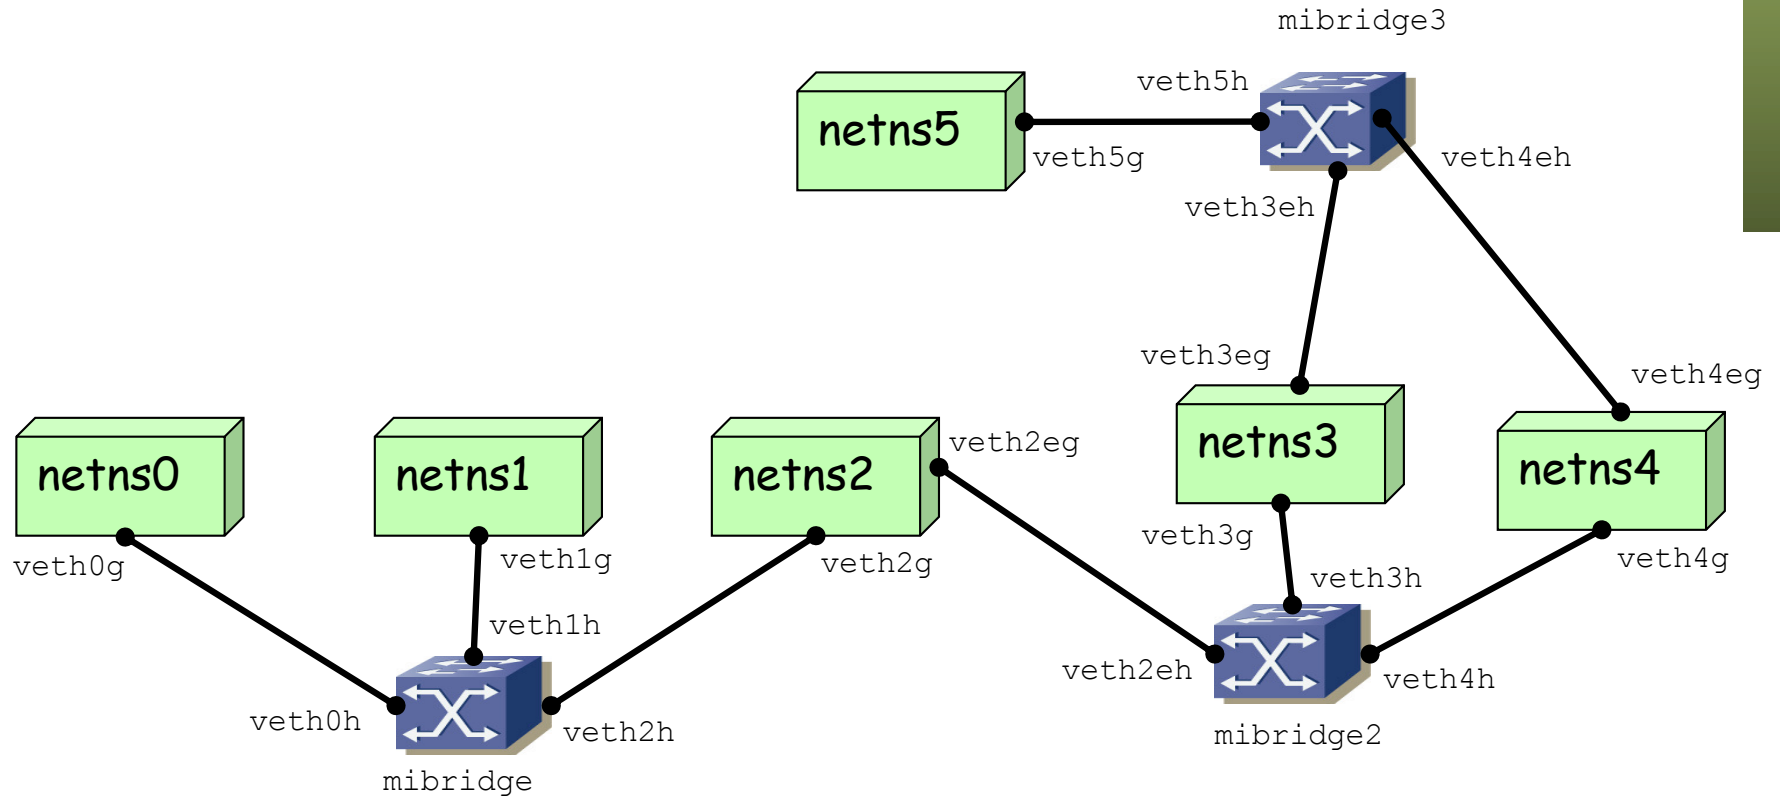 mibridge3
veth5h
netns5
veth5g
veth4eh
veth3eh
veth3eg
veth4eg
netns0
netns1
netns2
veth2eg
netns3
netns4
veth0g
veth1g
veth2g
veth3g
veth4g
veth3h
veth1h
veth2eh
veth4h
veth0h
veth2h
mibridge2
mibridge